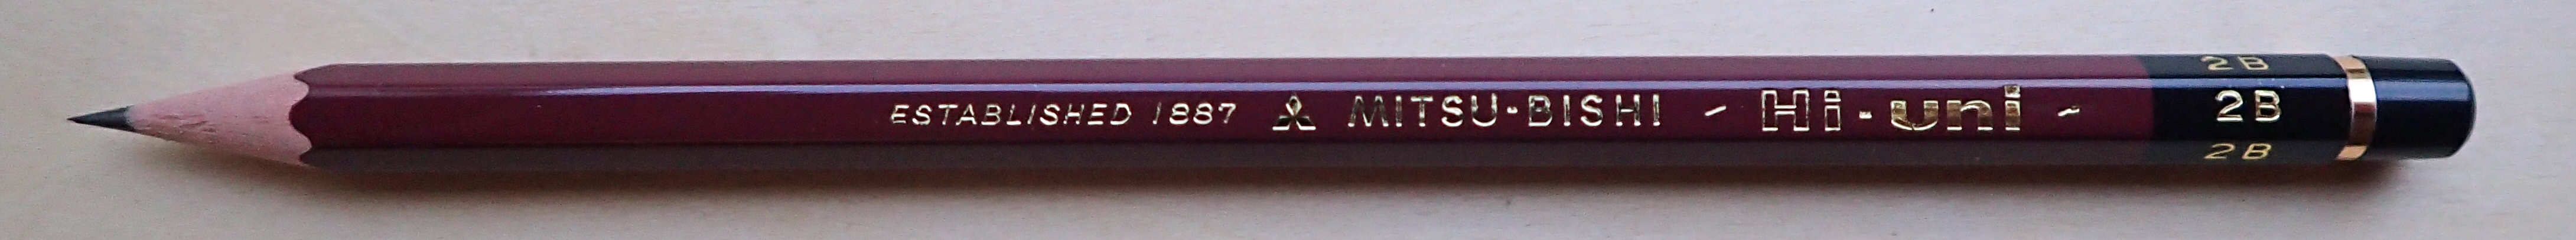 ESTABLISHED 1887 MITSU-BISHI - Hi-uni -
2B
2B
2B